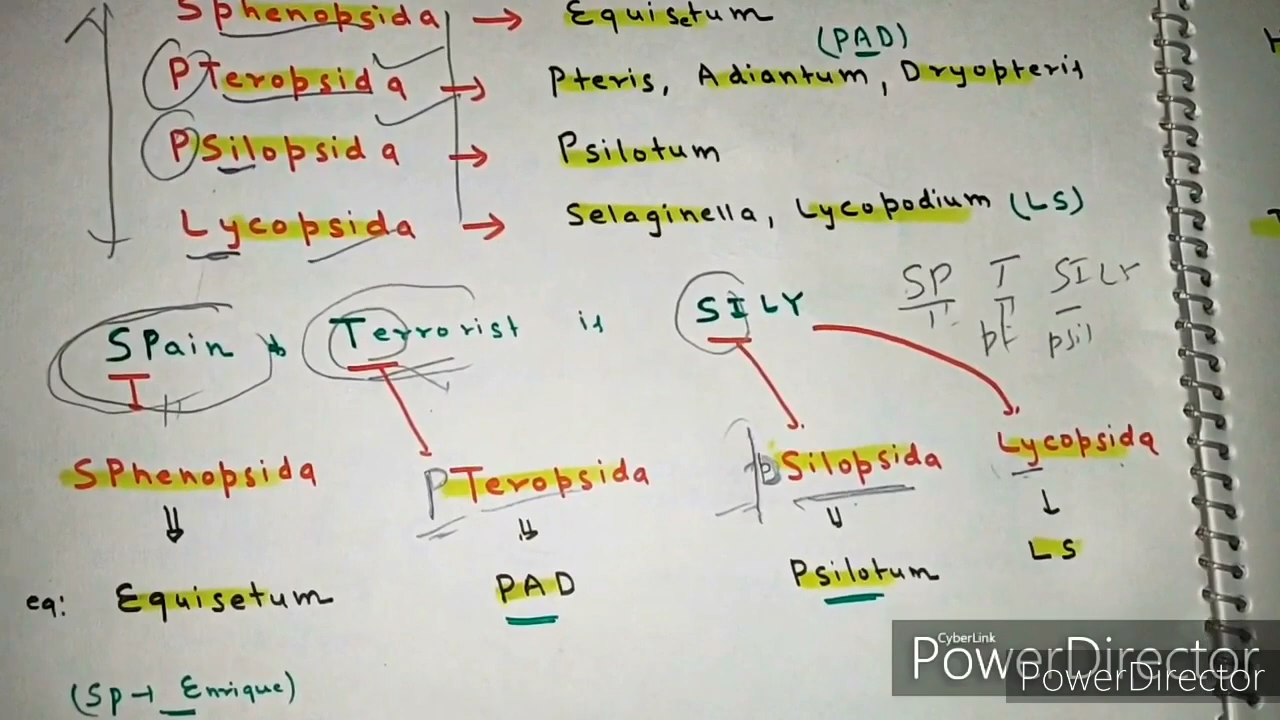 Sphenopsida → Equisetum
(PAD)
Pteropsida → Pteris, Adiantum, Dryopteris
PSilopsida → Psilotum
Lycopsida → Selaginella, Lycopodium (LS)
SP T SILY
SPain Terrorist is SILY
pt psil
SPhenopsida PTeropsida pSilopsida Lycopsida
⇓ ⇓ ⇓ ↓
eg: Equisetum PAD Psilotum LS
(Sp → Enrique)
CyberLink
PowerDirector
PowerDirector